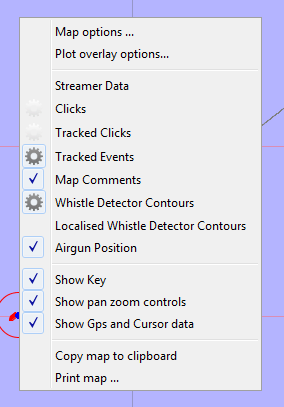 Map options ...
Plot overlay options...
Streamer Data
Clicks
Tracked Clicks
Tracked Events
Map Comments
Whistle Detector Contours
Localised Whistle Detector Contours
Airgun Position
Show Key
Show pan zoom controls
Show Gps and Cursor data
Copy map to clipboard
Print map ...